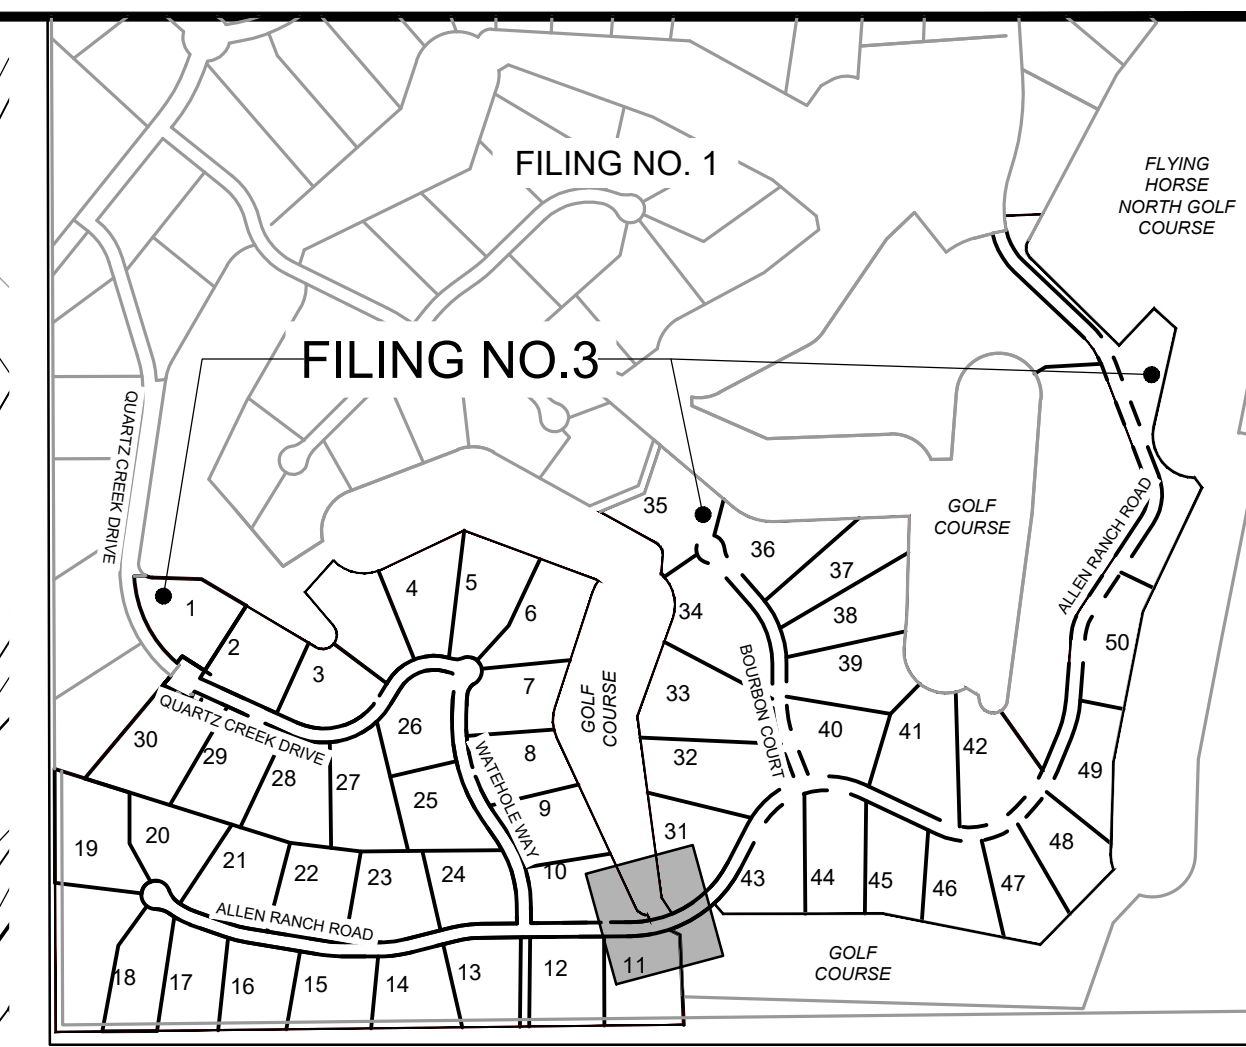 FILING NO. 1
FLYING
HORSE
NORTH GOLF
COURSE
FILING NO.3
QUARTZ CREEK DRIVE
35
GOLF
COURSE
ALLEN RANCH ROAD
36
37
38
39
34
33
32
31
BOURBON COURT
40
41
42
50
49
48
47
46
45
44
43
1
2
3
4
5
6
7
8
9
10
GOLF
COURSE
QUARTZ CREEK DRIVE
WATEHOLE WAY
30
29
28
27
26
25
19
20
21
22
23
24
ALLEN RANCH ROAD
18
17
16
15
14
13
12
11
GOLF
COURSE